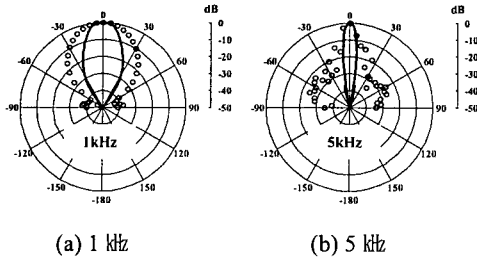 0 dB 0 dB
-30 30 0 -30 30 0
-10 -10
-60 60 -20 -60 60 -20
-30 -30
-40 -40
-90 90 -50 -90 90 -50
1kHz 5kHz
-120 120 -120 120
-150 150 -150 150
-180 -180
(a) 1 kHz (b) 5 kHz